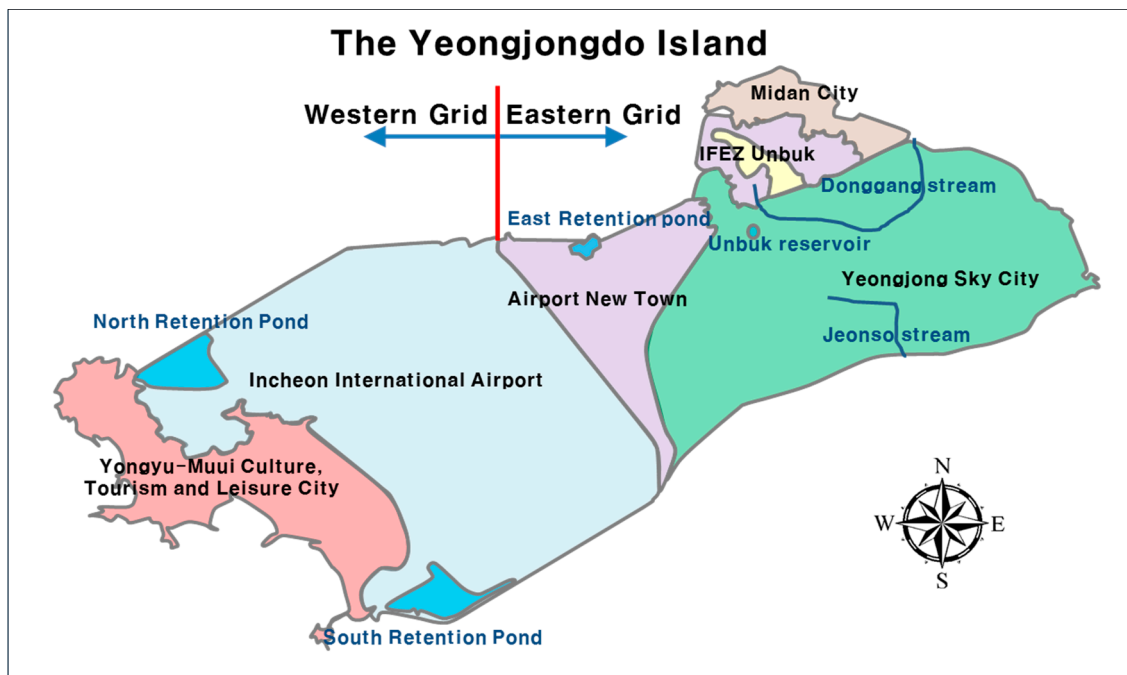 The Yeongjongdo Island
Western Grid
Eastern Grid
Midan City
IFEZ Unbuk
Donggang stream
East Retention pond
Unbuk reservoir
Yeongjong Sky City
Airport New Town
North Retention Pond
Jeonso stream
Incheon International Airport
Yongyu-Muui Culture,
Tourism and Leisure City
South Retention Pond
N
W
E
S